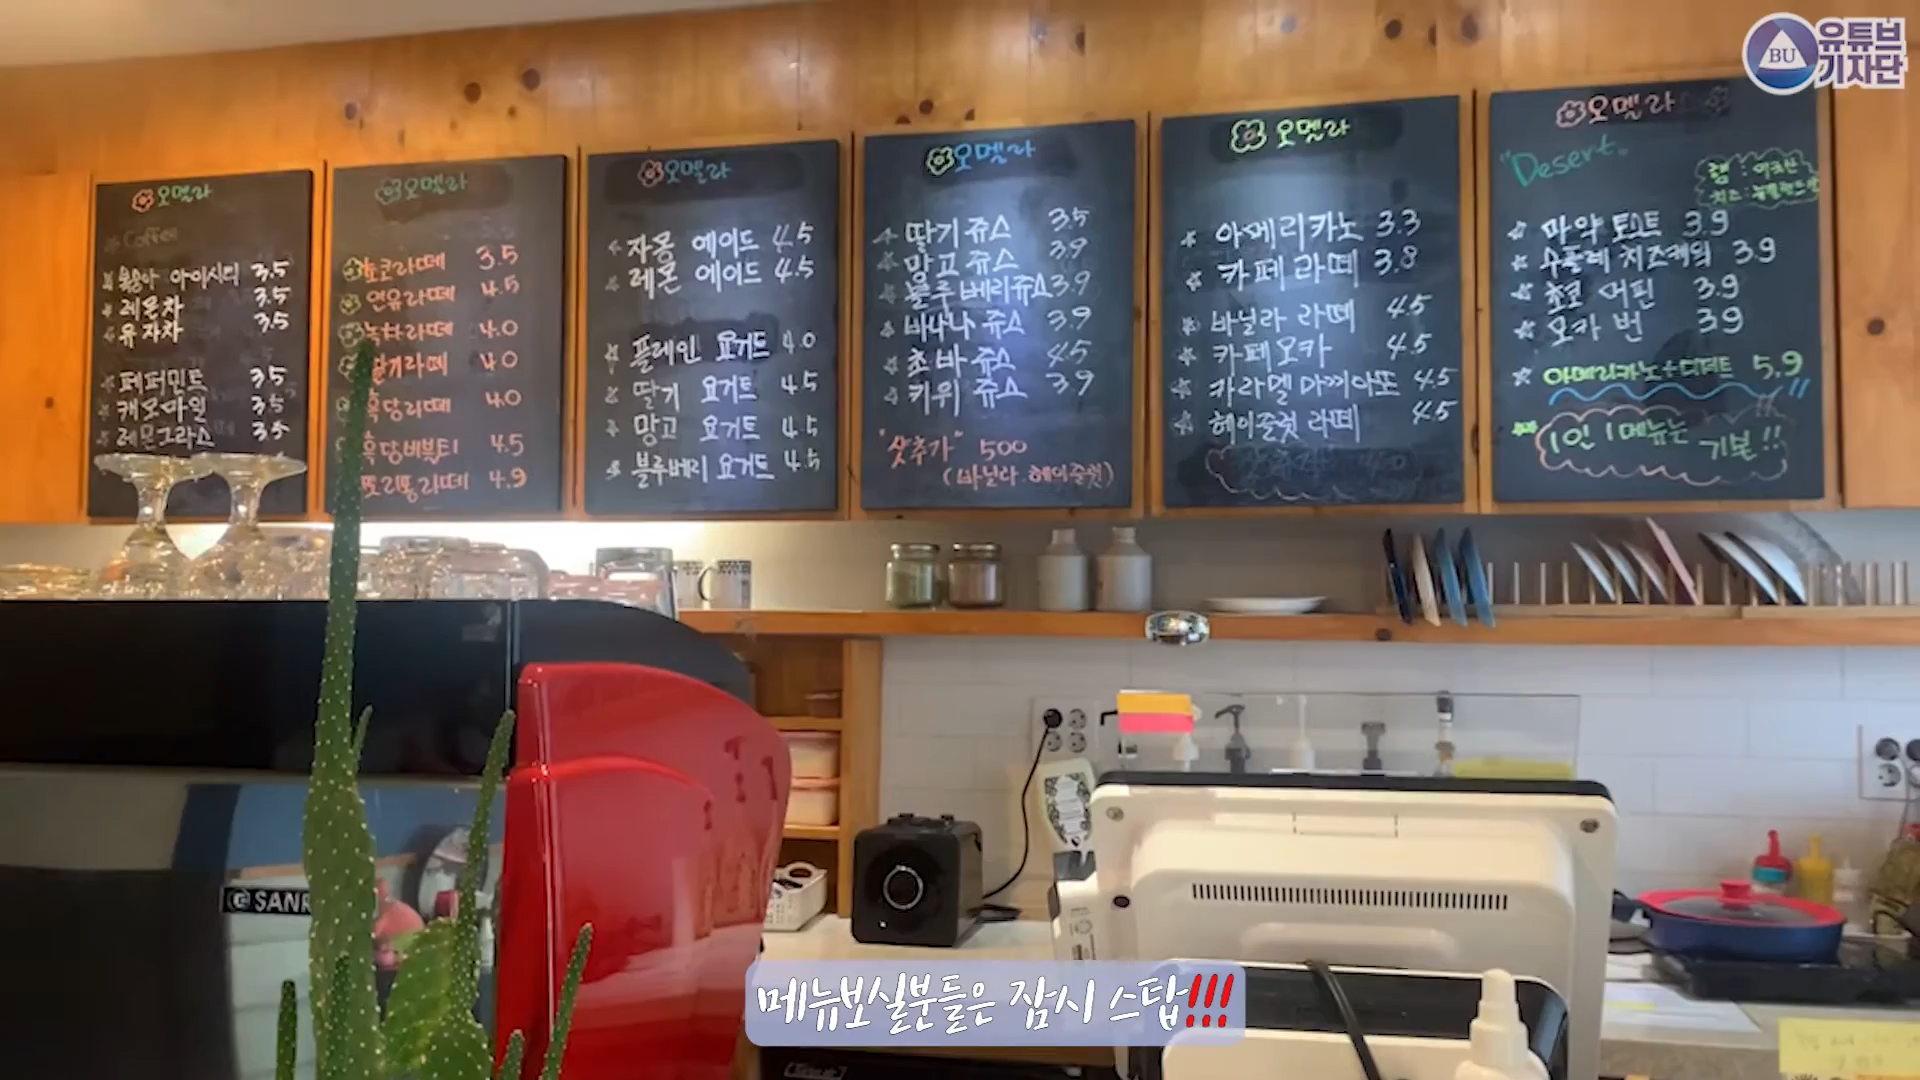 BU
유튜브
기자단
오멜라
Coffee
복숭아 아이스티 3.5
레몬차 3.5
유자차 3.5
페퍼민트 3.5
캐모마일 3.5
레몬그라스 3.5
오멜라
초코라떼 3.5
연유라떼 4.5
녹차라떼 4.0
딸기라떼 4.0
흑당라떼 4.0
흑당버블티 4.5
4.9
오멜라
자몽 에이드 4.5
레몬 에이드 4.5
플레인 요거트 4.0
딸기 요거트 4.5
망고 요거트 4.5
블루베리 요거트 4.5
오멜라
딸기쥬스 3.5
망고쥬스 3.9
블루베리쥬스 3.9
바나나 쥬스 3.9
초바쥬스 4.5
키위 쥬스 3.9
"샷추가" 500
(바닐라. 헤이즐럿)
오멜라
아메리카노 3.3
카페라떼 3.8
바닐라 라떼 4.5
카페모카 4.5
카라멜 마끼아또 4.5
헤이즐럿 라떼 4.5
오멜라
"Desert"
마약 토스트 3.9
수플레 치즈케익 3.9
초코 머핀 3.9
모카 번 3.9
아메리카노+디저트 5.9
1인 1메뉴는
기본!!
SANR
메뉴보실분들은 잠시 스탑!!!